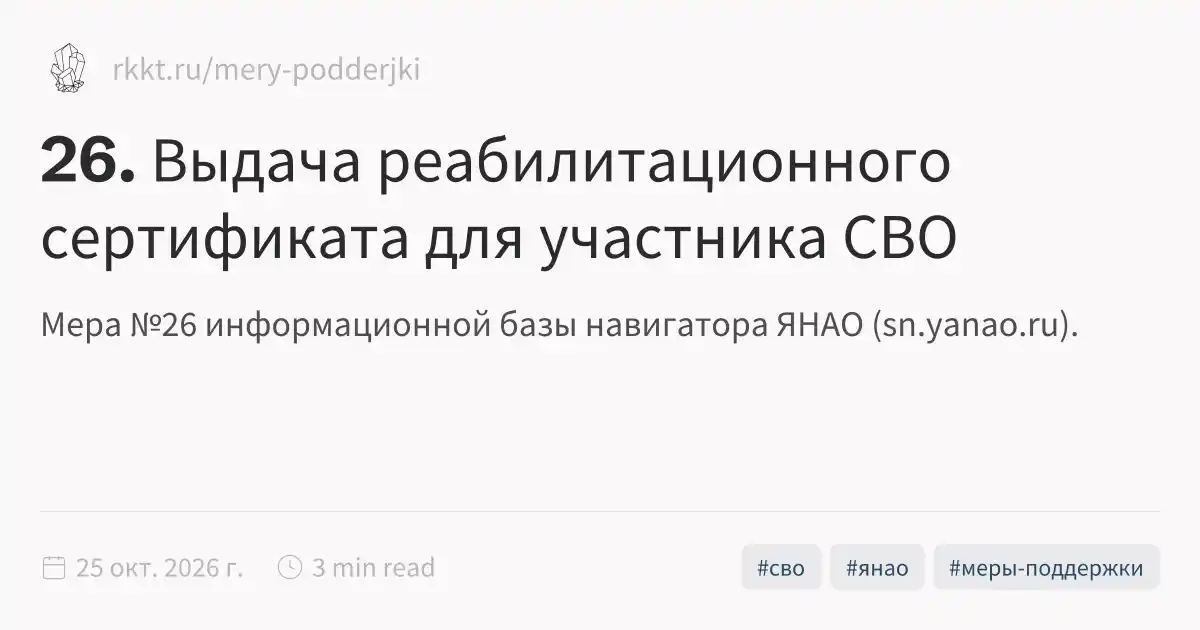 rkkt.ru/mery-podderjki
26. Выдача реабилитационного
сертификата для участника СВО
Мера №26 информационной базы навигатора ЯНАО (sn.yanao.ru).
25 окт. 2026 г. 3 min read #сво #янао #меры-поддержки